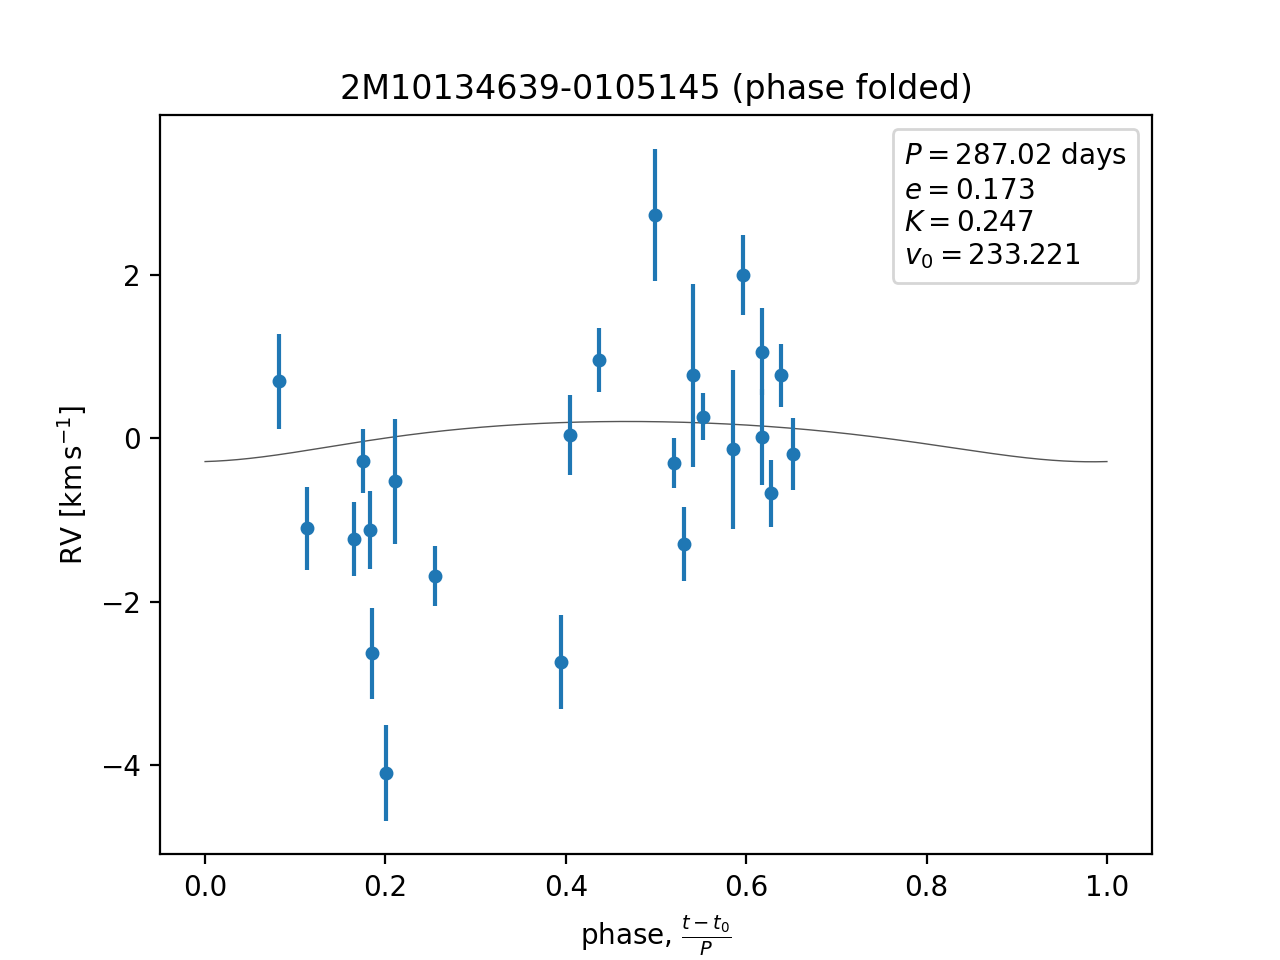 2M10134639-0105145 (phase folded)
P = 287.02 days
e = 0.173
K = 0.247
v₀ = 233.221
RV [km s⁻¹]
2
0
−2
−4
0.0 0.2 0.4 0.6 0.8 1.0
phase, (t − t₀)/P